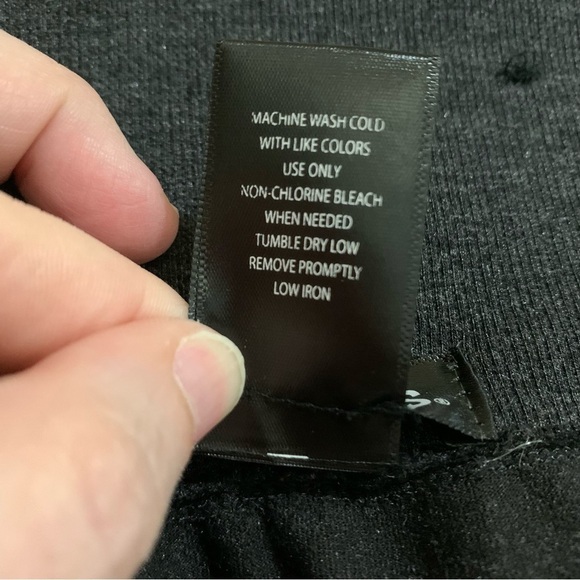 MACHINE WASH COLD
WITH LIKE COLORS
USE ONLY
NON-CHLORINE BLEACH
WHEN NEEDED
TUMBLE DRY LOW
REMOVE PROMPTLY
LOW IRON